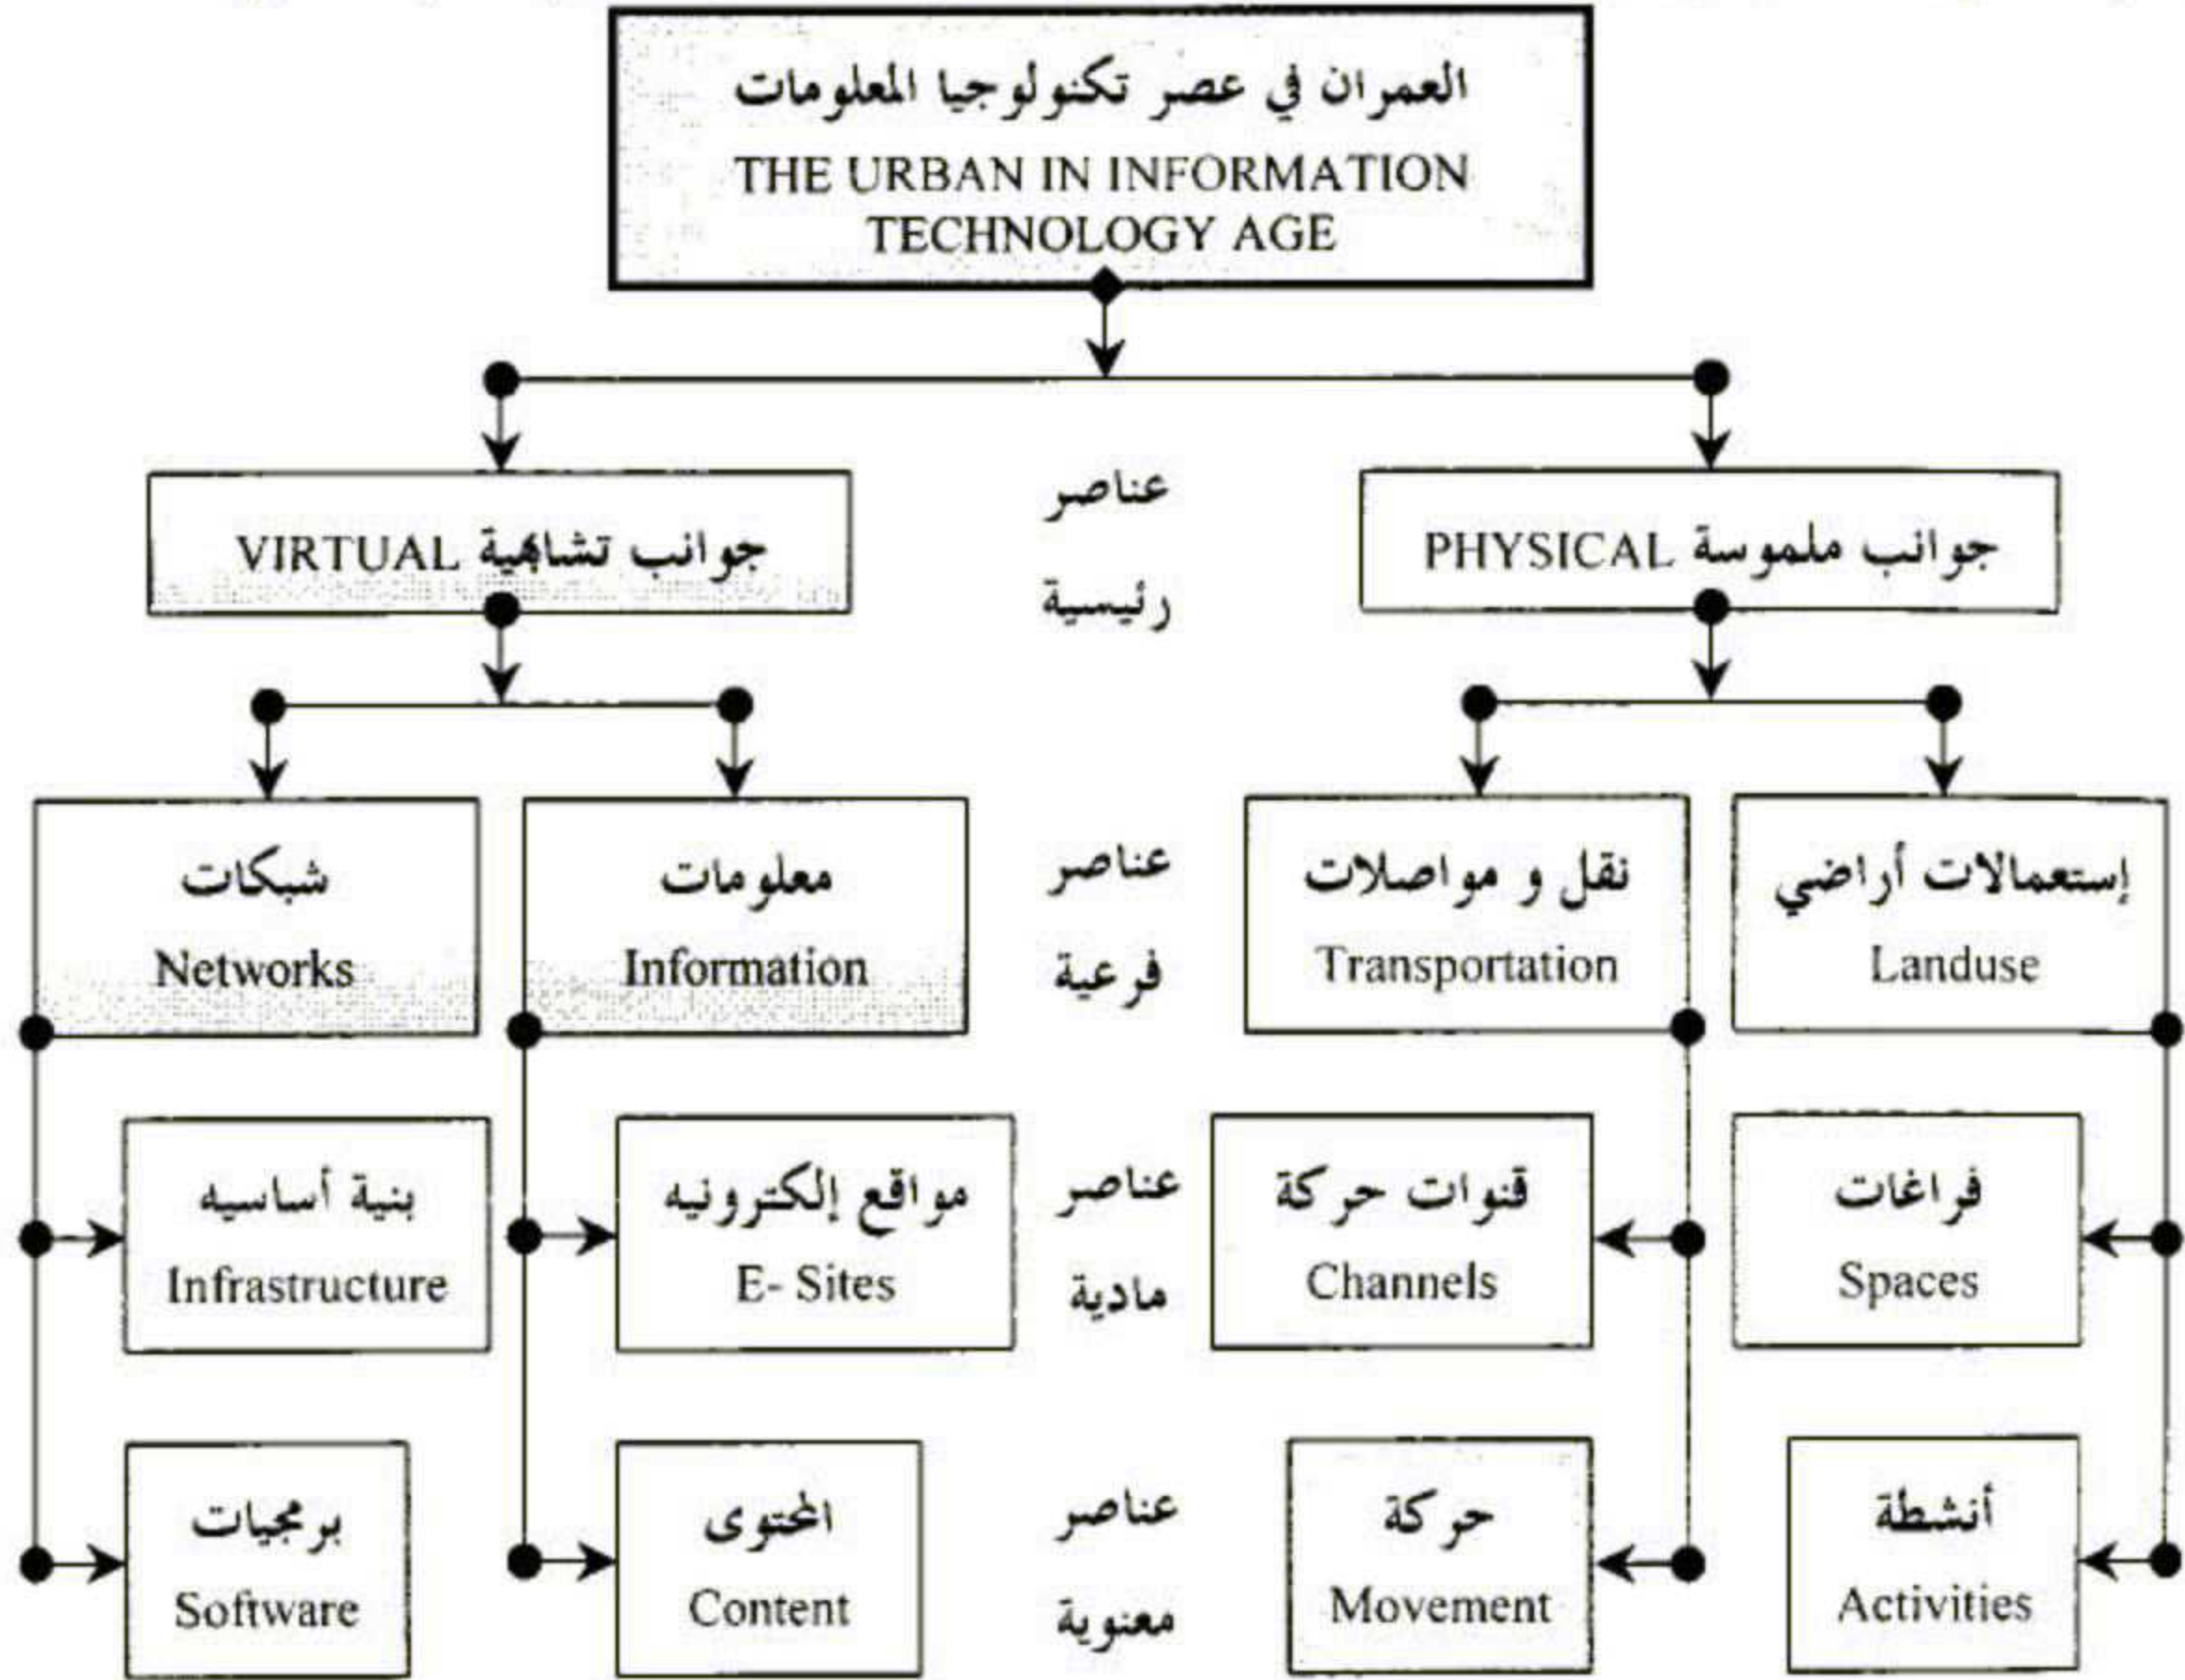 العمران في عصر تكنولوجيا المعلومات
THE URBAN IN INFORMATION
TECHNOLOGY AGE
جوانب ملموسة PHYSICAL
عناصر
رئيسية
جوانب تشاهية VIRTUAL
إستعمالات أراضي
Landuse
نقل و مواصلات
Transportation
عناصر
فرعية
معلومات
Information
شبكات
Networks
فراغات
Spaces
قنوات حركة
Channels
عناصر
مادية
مواقع إلكترونيه
E- Sites
بنية أساسيه
Infrastructure
أنشطة
Activities
حركة
Movement
عناصر
معنوية
المحتوى
Content
برمجيات
Software